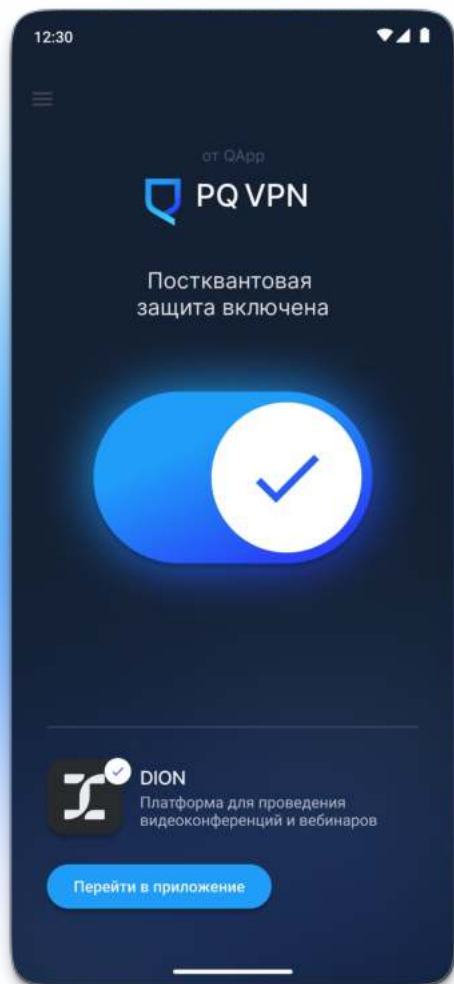 12:30
от QApp
PQ VPN
Постквантовая
защита включена
DION
Платформа для проведения
видеоконференций и вебинаров
Перейти в приложение